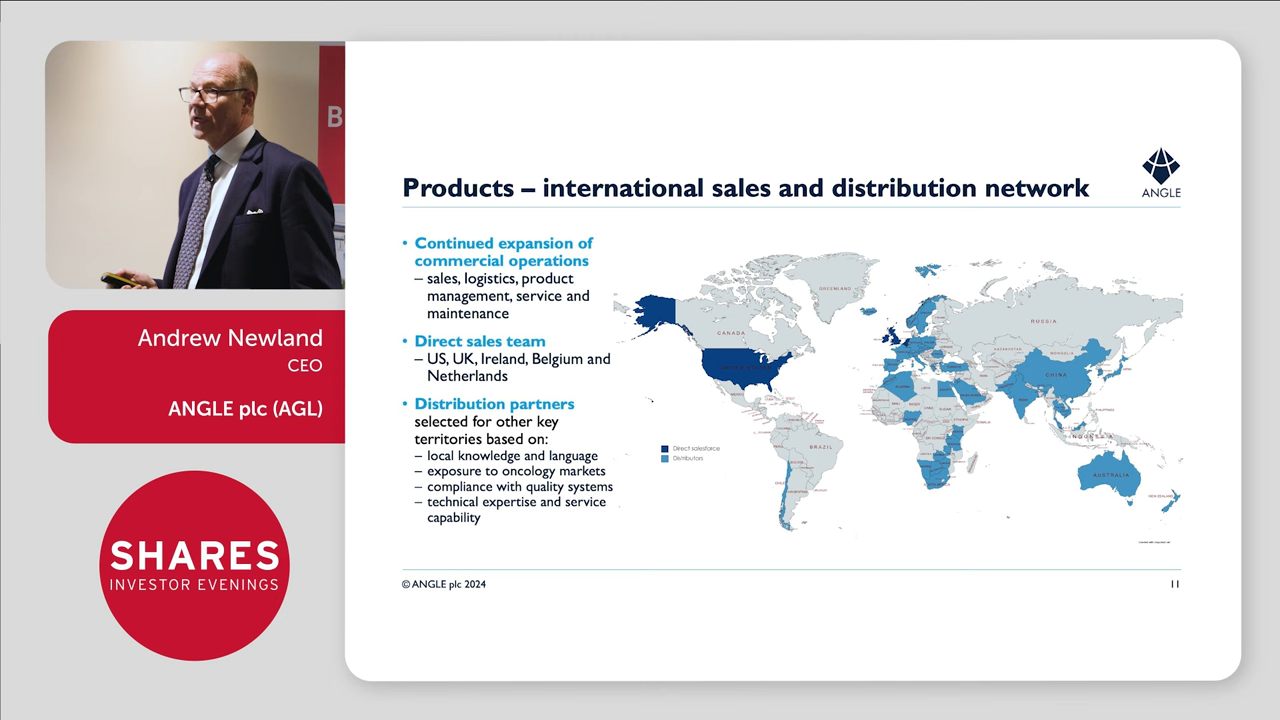 B
Andrew Newland
CEO
ANGLE plc (AGL)
SHARES
INVESTOR EVENINGS
Products – international sales and distribution network
ANGLE
• Continued expansion of
commercial operations
– sales, logistics, product
management, service and
maintenance
• Direct sales team
– US, UK, Ireland, Belgium and
Netherlands
• Distribution partners
selected for other key
territories based on:
– local knowledge and language
– exposure to oncology markets
– compliance with quality systems
– technical expertise and service
capability
GREENLAND
CANADA
RUSSIA
MONGOLIA
CHINA
BRAZIL
INDONESIA
AUSTRALIA
NEW ZEALAND
CHILE
ARGENTINA
Direct salesforce
Distributors
© ANGLE plc 2024
11